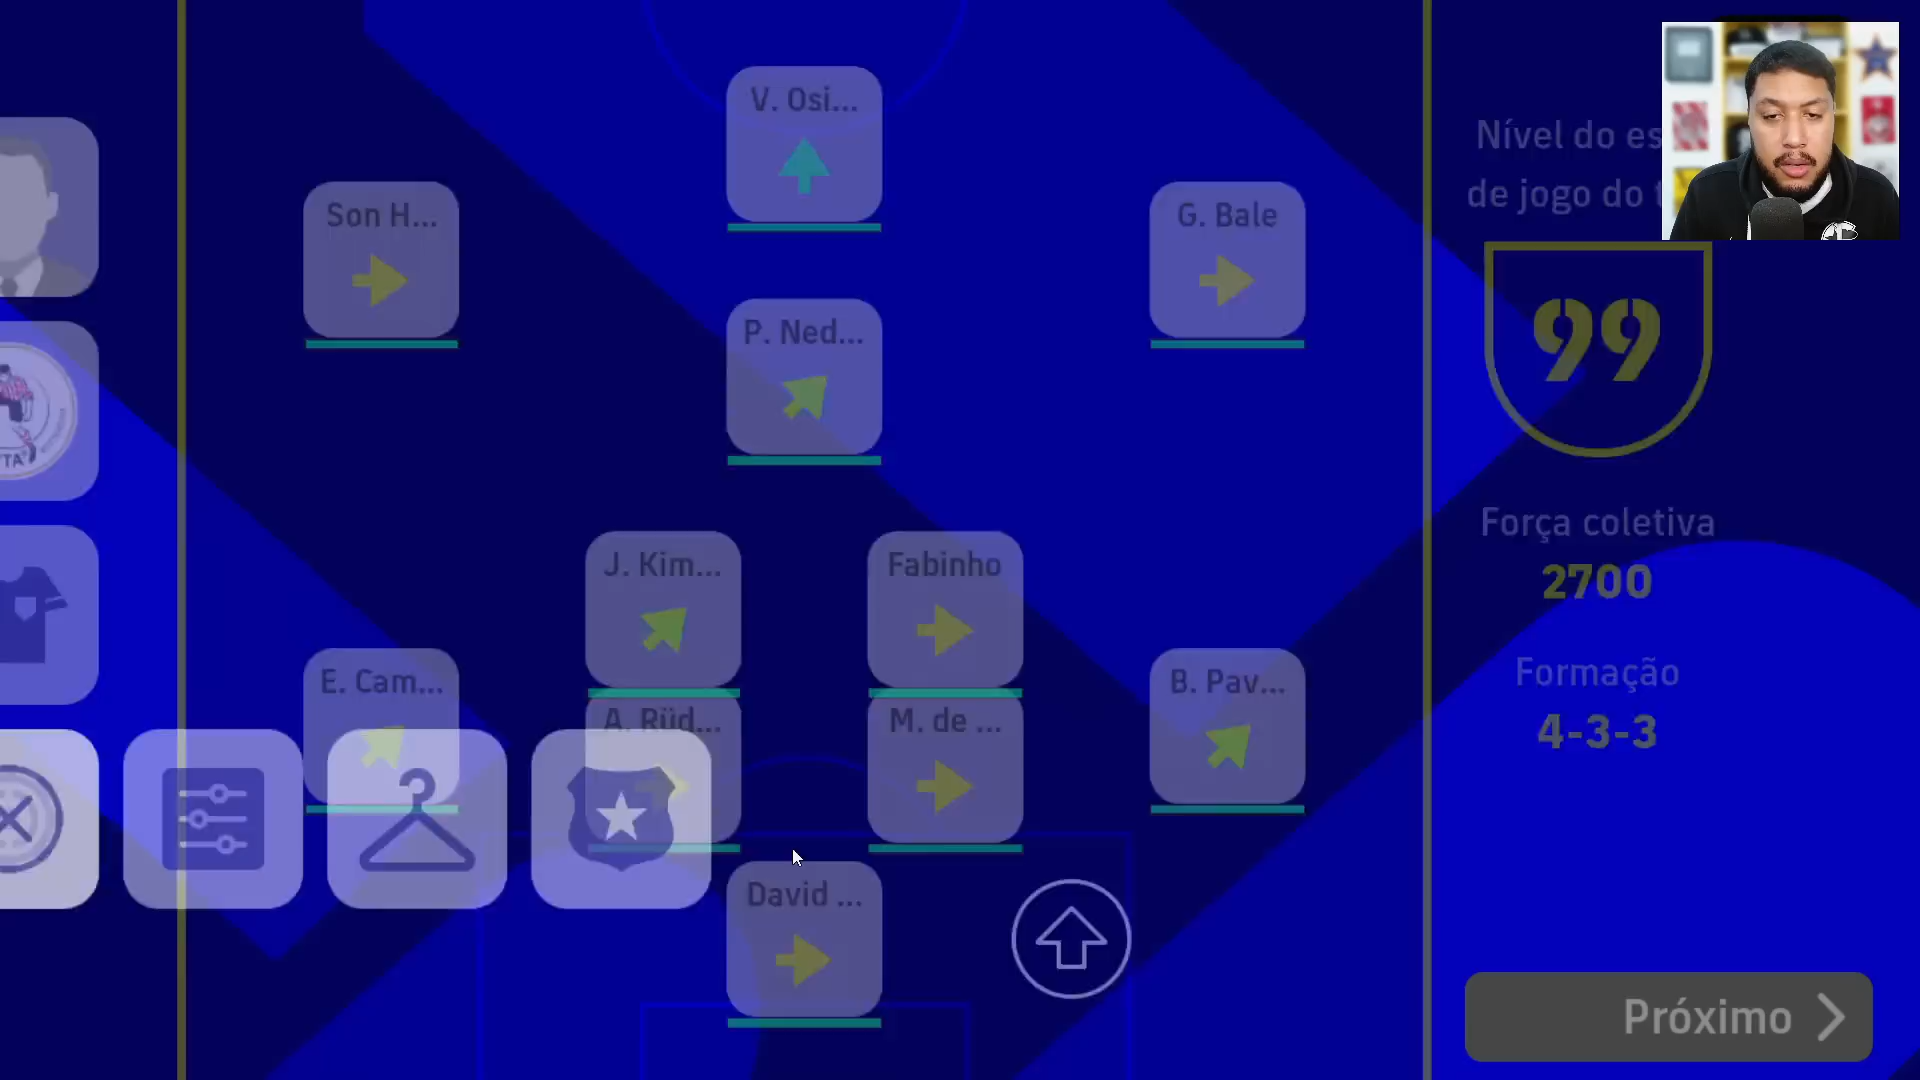 V. Osi...
Son H...
G. Bale
P. Ned...
J. Kim...
Fabinho
E. Cam...
A. Rüd...
M. de ...
B. Pav...
David ...
Nível do es
de jogo do t
99
Força coletiva
2700
Formação
4-3-3
Próximo
TA